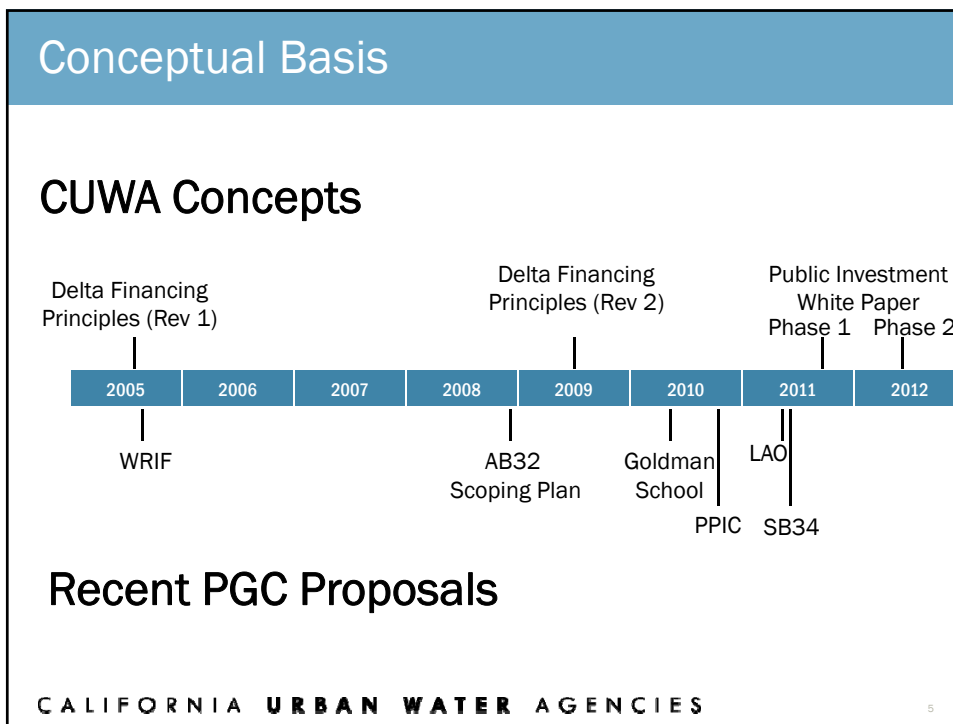 Conceptual Basis
CUWA Concepts
Delta Financing
Principles (Rev 1)
Delta Financing
Principles (Rev 2)
Public Investment
White Paper
Phase 1 Phase 2
2005 2006 2007 2008 2009 2010 2011 2012
WRIF
AB32
Scoping Plan
Goldman
School
PPIC
LAO
SB34
Recent PGC Proposals
CALIFORNIA URBAN WATER AGENCIES
5